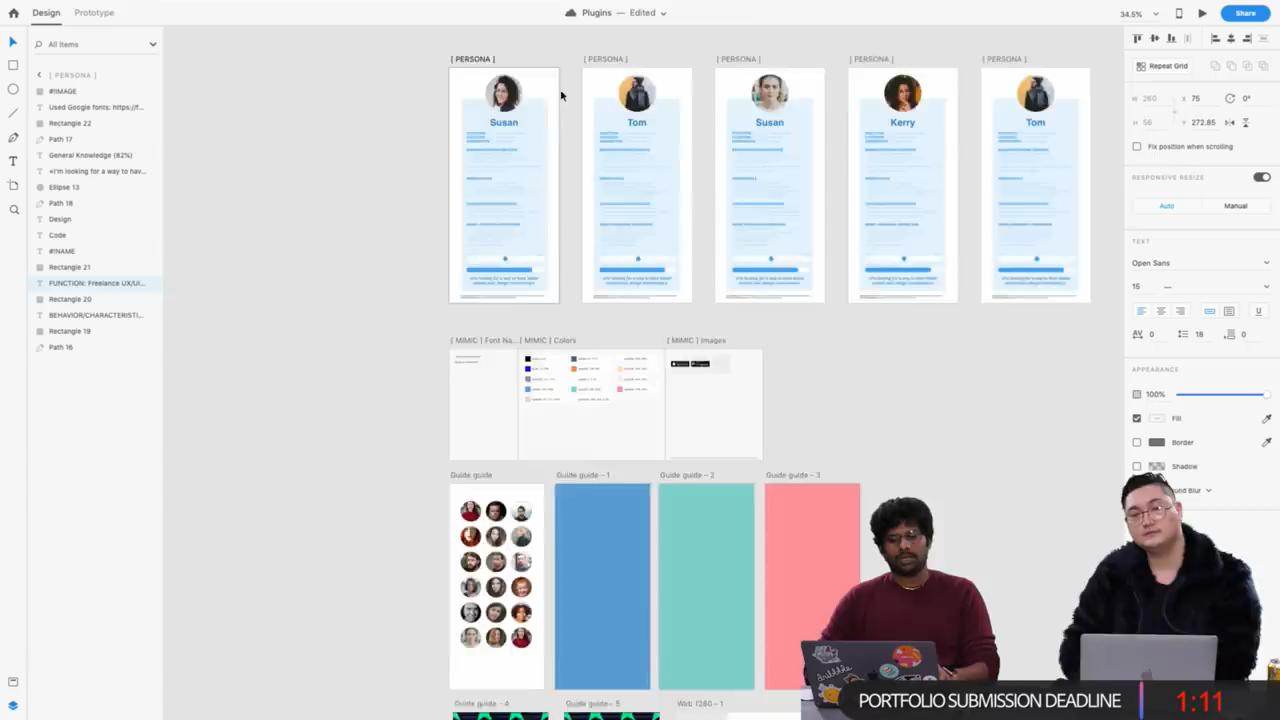 Design
Prototype
Plugins — Edited
34.5%
Share
All Items
[ PERSONA ]
#!IMAGE
Used Google fonts: https://f...
Rectangle 22
Path 17
General Knowledge (82%)
Ellipse 13
Path 18
Design
Code
#!NAME
Rectangle 21
FUNCTION: Freelance UX/UI...
Rectangle 20
BEHAVIOR/CHARACTERISTI...
Rectangle 19
Path 16
[ PERSONA ]
[ PERSONA ]
[ PERSONA ]
[ PERSONA ]
[ PERSONA ]
Susan
Tom
Susan
Kerry
Tom
[ MIMIC ] Font Na...
[ MIMIC ] Colors
[ MIMIC ] Images
Guide guide
Guide guide – 1
Guide guide – 2
Guide guide – 3
Guide guide – 4
Guide guide – 5
Web 1280 – 1
Repeat Grid
W 260
X 75
0°
H 56
Y 272.85
Fix position when scrolling
RESPONSIVE RESIZE
Auto
Manual
TEXT
Open Sans
15
0
18
0
APPEARANCE
100%
Fill
Border
Shadow
PORTFOLIO SUBMISSION DEADLINE
1:11